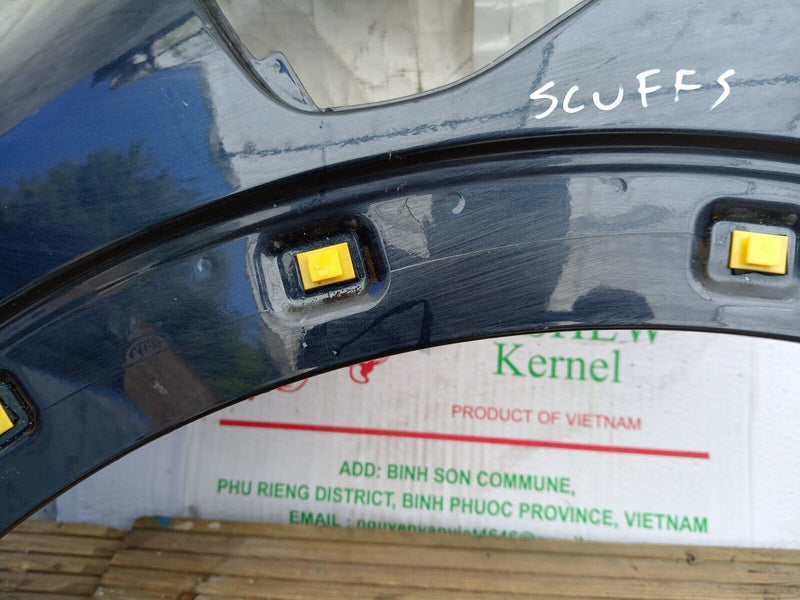 SCUFFS
Kernel
PRODUCT OF VIETNAM
ADD: BINH SON COMMUNE,
PHU RIENG DISTRICT, BINH PHUOC PROVINCE, VIETNAM
EMAIL :